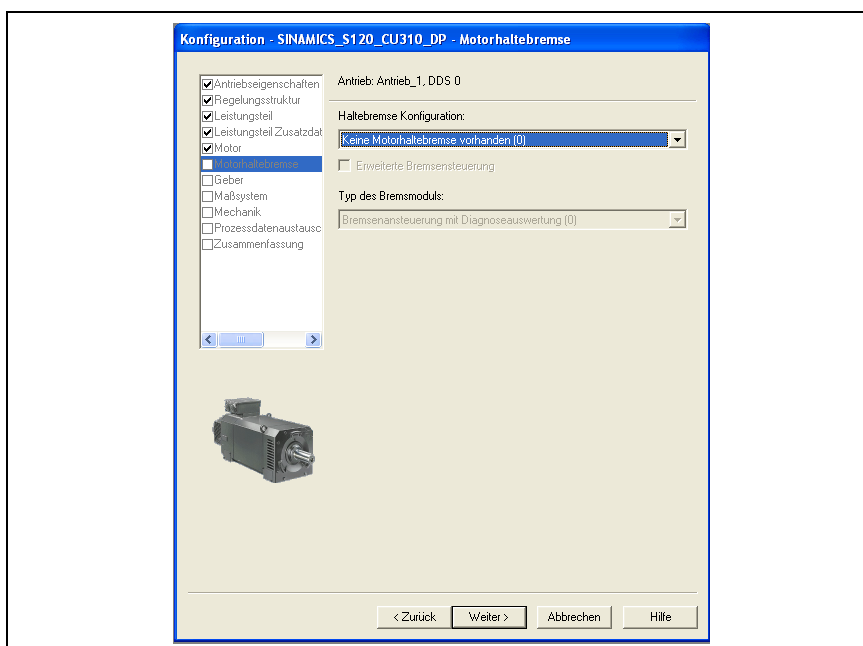 Konfiguration - SINAMICS_S120_CU310_DP - Motorhaltebremse
Antriebseigenschaften
Regelungsstruktur
Leistungsteil
Leistungsteil Zusatzdat
Motor
Motorhaltebremse
Geber
Maßsystem
Mechanik
Prozessdatenaustausc
Zusammenfassung
Antrieb: Antrieb_1, DDS 0
Haltebremse Konfiguration:
Keine Motorhaltebremse vorhanden (0)
Erweiterte Bremsensteuerung
Typ des Bremsmoduls:
Bremsenansteuerung mit Diagnoseauswertung (0)
< Zurück
Weiter >
Abbrechen
Hilfe